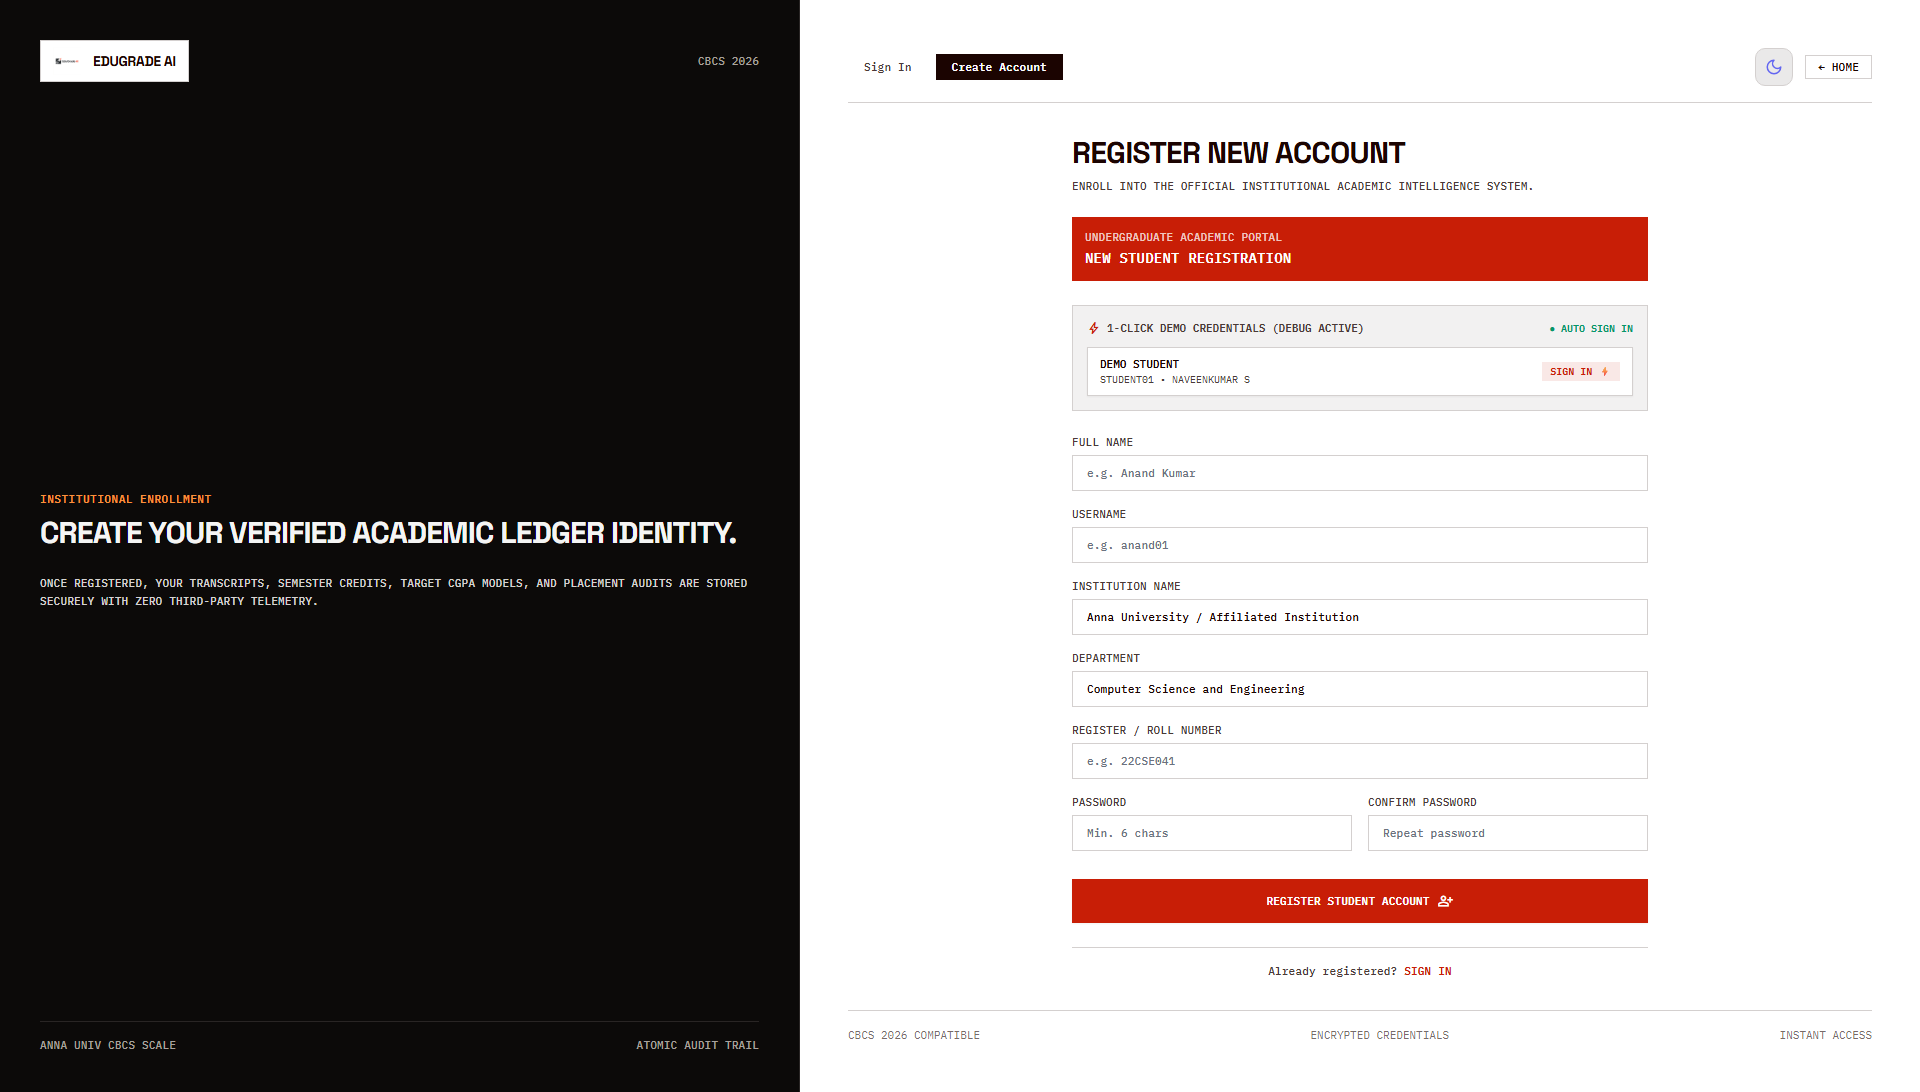 EDUGRADE AI
CBCS 2026
INSTITUTIONAL ENROLLMENT
CREATE YOUR VERIFIED ACADEMIC LEDGER IDENTITY.
ONCE REGISTERED, YOUR TRANSCRIPTS, SEMESTER CREDITS, TARGET CGPA MODELS, AND PLACEMENT AUDITS ARE STORED
SECURELY WITH ZERO THIRD-PARTY TELEMETRY.
ANNA UNIV CBCS SCALE
ATOMIC AUDIT TRAIL
Sign In
Create Account
← HOME
REGISTER NEW ACCOUNT
ENROLL INTO THE OFFICIAL INSTITUTIONAL ACADEMIC INTELLIGENCE SYSTEM.
UNDERGRADUATE ACADEMIC PORTAL
NEW STUDENT REGISTRATION
1-CLICK DEMO CREDENTIALS (DEBUG ACTIVE)
● AUTO SIGN IN
DEMO STUDENT
STUDENT01 • NAVEENKUMAR S
SIGN IN
FULL NAME
e.g. Anand Kumar
USERNAME
e.g. anand01
INSTITUTION NAME
Anna University / Affiliated Institution
DEPARTMENT
Computer Science and Engineering
REGISTER / ROLL NUMBER
e.g. 22CSE041
PASSWORD
CONFIRM PASSWORD
Min. 6 chars
Repeat password
REGISTER STUDENT ACCOUNT
Already registered? SIGN IN
CBCS 2026 COMPATIBLE
ENCRYPTED CREDENTIALS
INSTANT ACCESS